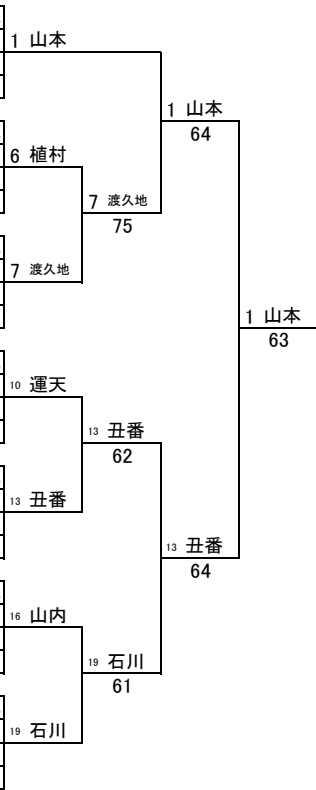 1 山本
1 山本
64
6 植村
7 渡久地
75
7 渡久地
1 山本
63
10 運天
13 丑番
62
13 丑番
13 丑番
64
16 山内
19 石川
61
19 石川